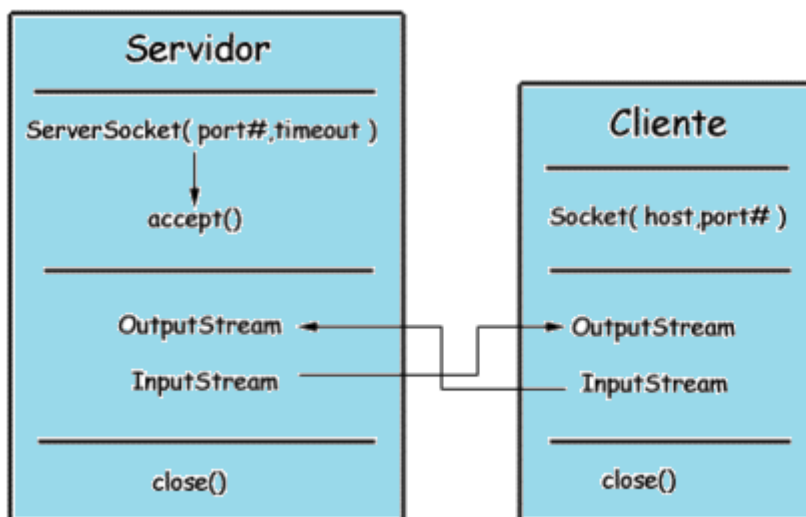 Servidor
ServerSocket( port#,timeout )
accept()
OutputStream
InputStream
close()
Cliente
Socket( host,port# )
OutputStream
InputStream
close()